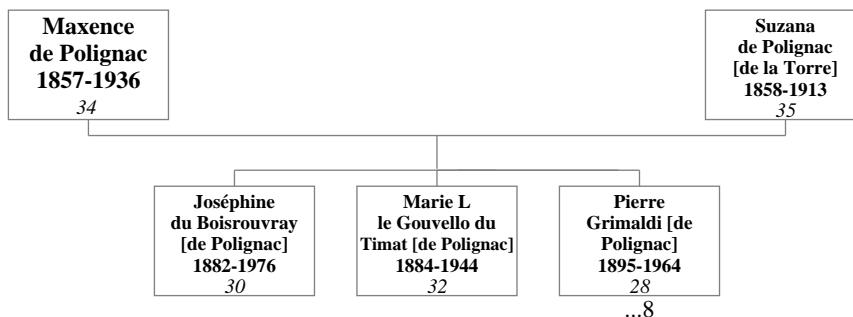 Maxence
de Polignac
1857-1936
34
Suzana
de Polignac
[de la Torre]
1858-1913
35
Joséphine
du Boisrouvray
[de Polignac]
1882-1976
30
Marie L
le Gouvello du
Timat [de Polignac]
1884-1944
32
Pierre
Grimaldi [de
Polignac]
1895-1964
28
...8